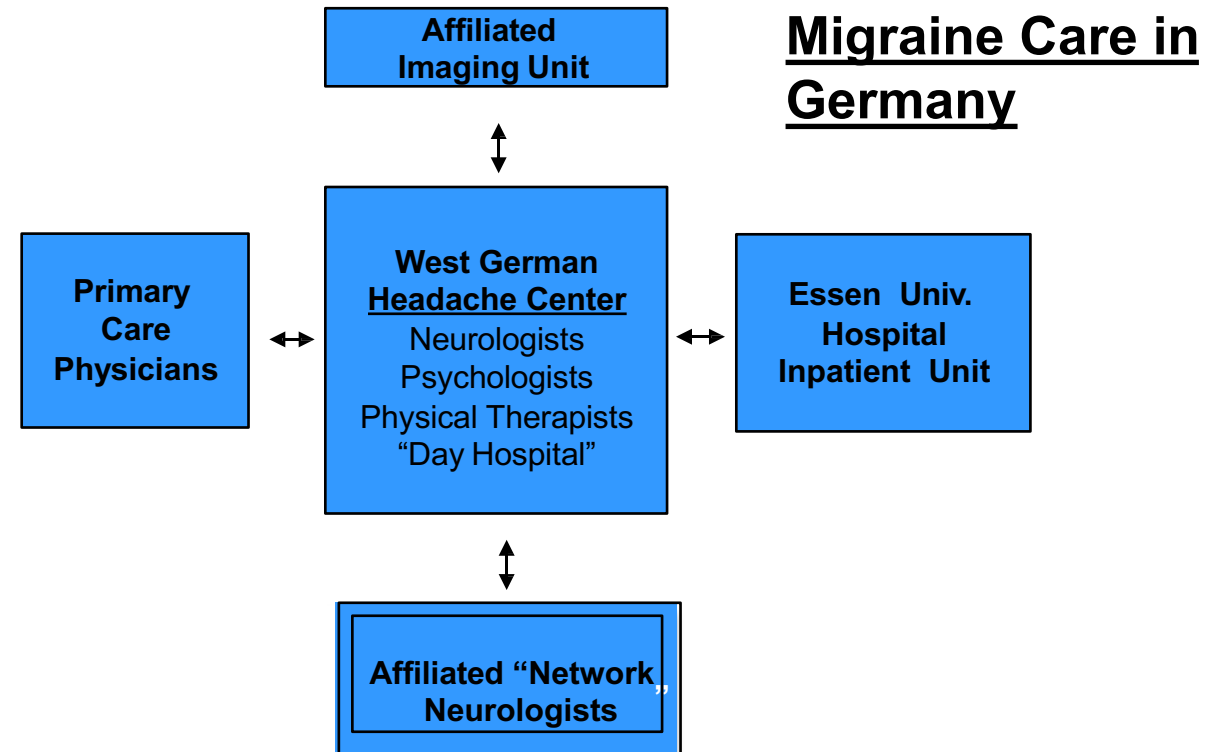 Migraine Care in
Germany
Affiliated
Imaging Unit
Primary
Care
Physicians
West German
Headache Center
Neurologists
Psychologists
Physical Therapists
“Day Hospital”
Essen Univ.
Hospital
Inpatient Unit
Affiliated “Network”
Neurologists